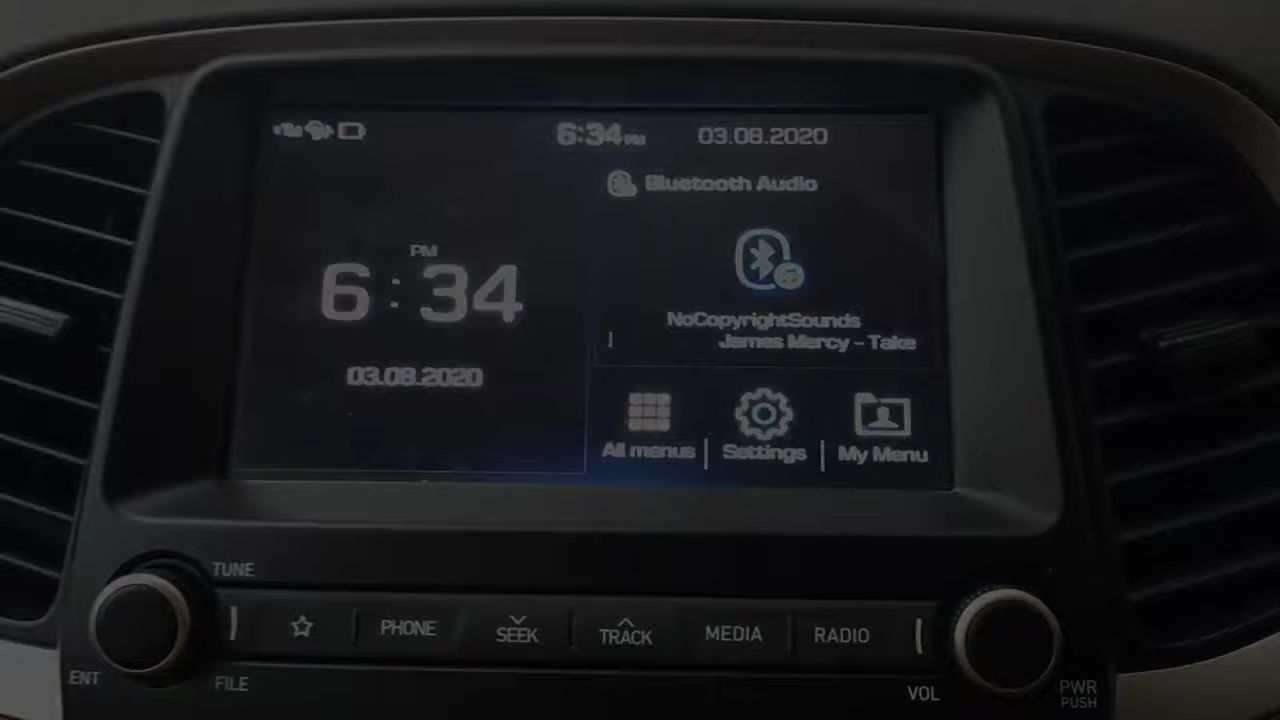 6:34 PM 03.08.2020
Bluetooth Audio
PM
6:34
03.08.2020
NoCopyrightSounds
James Mercy - Take
All menus | Settings | My Menu
TUNE
PHONE
SEEK
TRACK
MEDIA
RADIO
ENT
FILE
VOL
PWR
PUSH